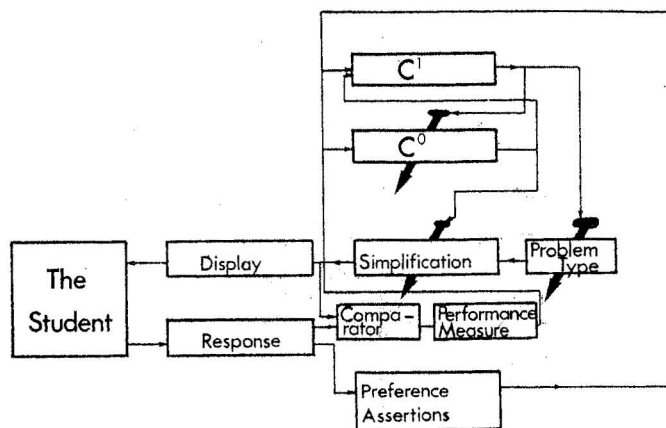 C¹
C⁰
The
Student
Display
Simplification
Problem
Type
Response
Compa-
rator
Performance
Measure
Preference
Assertions